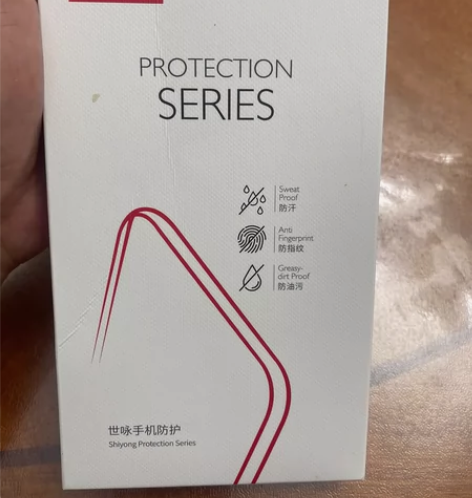 PROTECTION
SERIES
Sweat
Proof
防汗
Anti
Fingerprint
防指纹
Greasy-
dirt Proof
防油污
世咏手机防护
Shiyong Protection Series